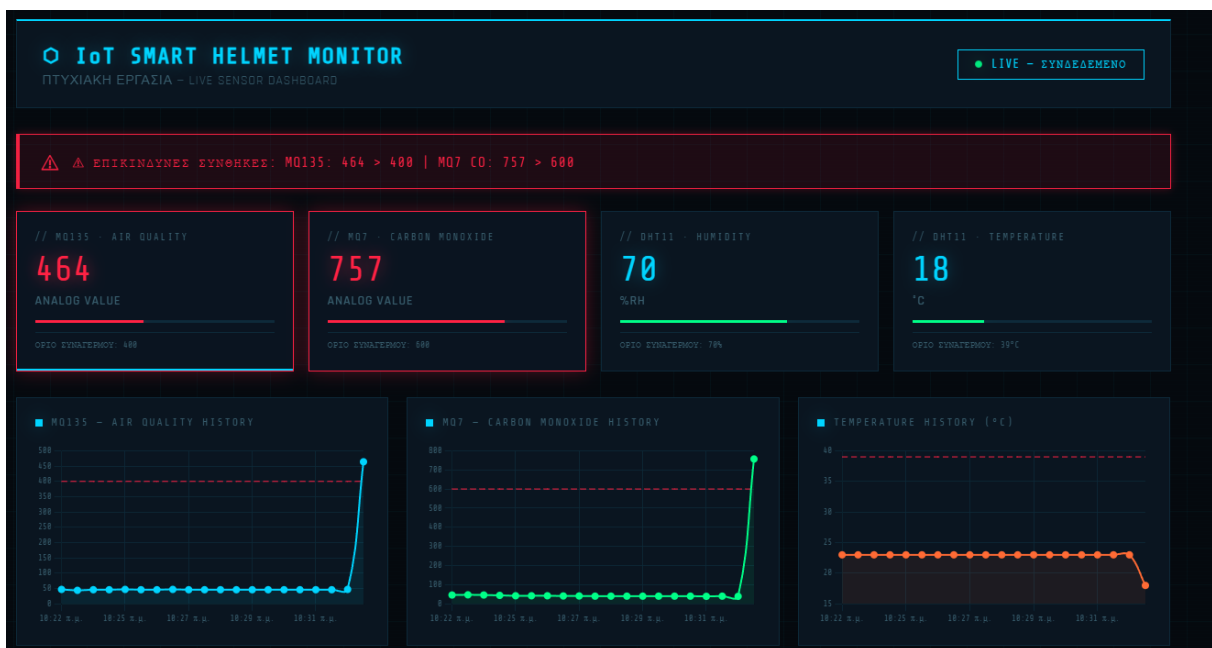 ⬡ IoT SMART HELMET MONITOR
ΠΤΥΧΙΑΚΗ ΕΡΓΑΣΙΑ — LIVE SENSOR DASHBOARD
● LIVE — ΣΥΝΔΕΔΕΜΕΝΟ
⚠ ⚠ ΕΠΙΚΙΝΔΥΝΕΣ ΣΥΝΘΗΚΕΣ: MQ135: 464 > 400 | MQ7 CO: 757 > 600
// MQ135 · AIR QUALITY
464
ANALOG VALUE
ΟΡΙΟ ΣΥΝΑΓΕΡΜΟΥ: 400
// MQ7 · CARBON MONOXIDE
757
ANALOG VALUE
ΟΡΙΟ ΣΥΝΑΓΕΡΜΟΥ: 600
// DHT11 · HUMIDITY
70
%RH
ΟΡΙΟ ΣΥΝΑΓΕΡΜΟΥ: 70%
// DHT11 · TEMPERATURE
18
°C
ΟΡΙΟ ΣΥΝΑΓΕΡΜΟΥ: 39°C
MQ135 — AIR QUALITY HISTORY
500
450
400
350
300
250
200
150
100
50
0
10:22 π.μ. 10:25 π.μ. 10:27 π.μ. 10:29 π.μ. 10:31 π.μ.
MQ7 — CARBON MONOXIDE HISTORY
800
700
600
500
400
300
200
100
0
10:22 π.μ. 10:25 π.μ. 10:27 π.μ. 10:29 π.μ. 10:31 π.μ.
TEMPERATURE HISTORY (°C)
40
35
30
25
20
15
10:22 π.μ. 10:25 π.μ. 10:27 π.μ. 10:29 π.μ. 10:31 π.μ.